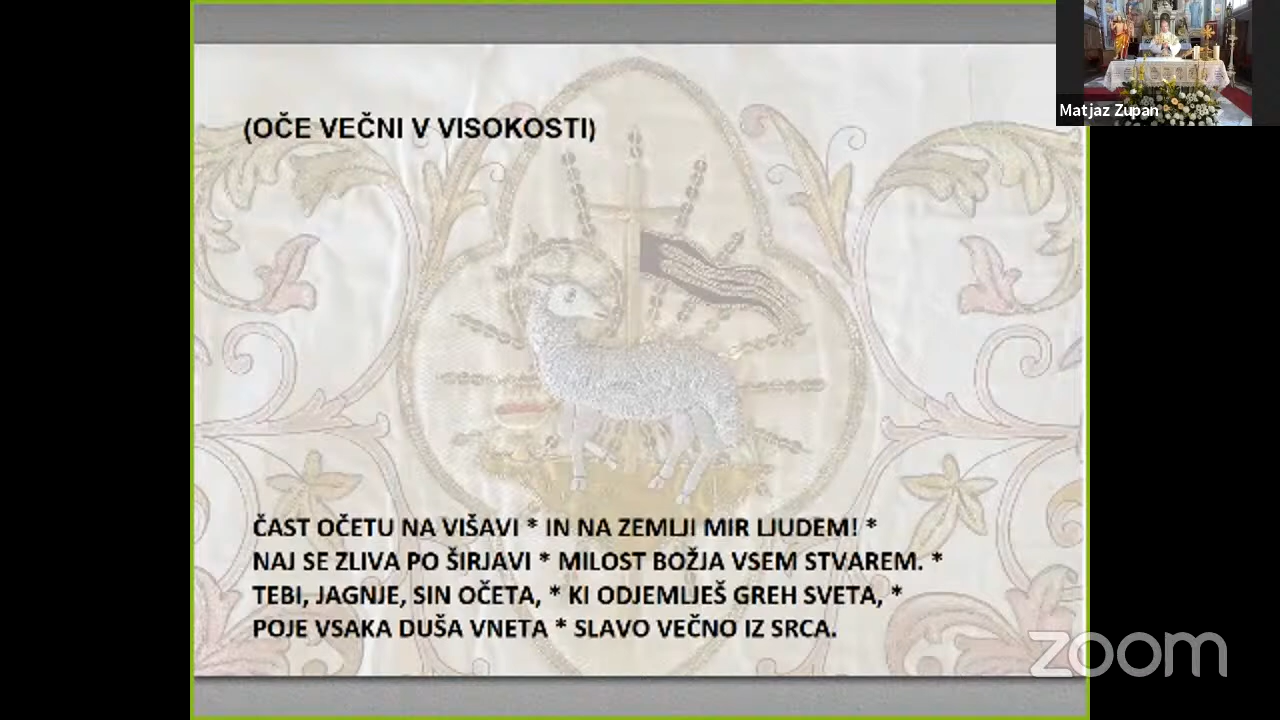 (OČE VEČNI V VISOKOSTI)
Matjaz Zupan
ČAST OČETU NA VIŠAVI * IN NA ZEMLJI MIR LJUDEM! *
NAJ SE ZLIVA PO ŠIRJAVI * MILOST BOŽJA VSEM STVAREM. *
TEBI, JAGNJE, SIN OČETA, * KI ODJEMLJEŠ GREH SVETA, *
POJE VSAKA DUŠA VNETA * SLAVO VEČNO IZ SRCA.
zoom